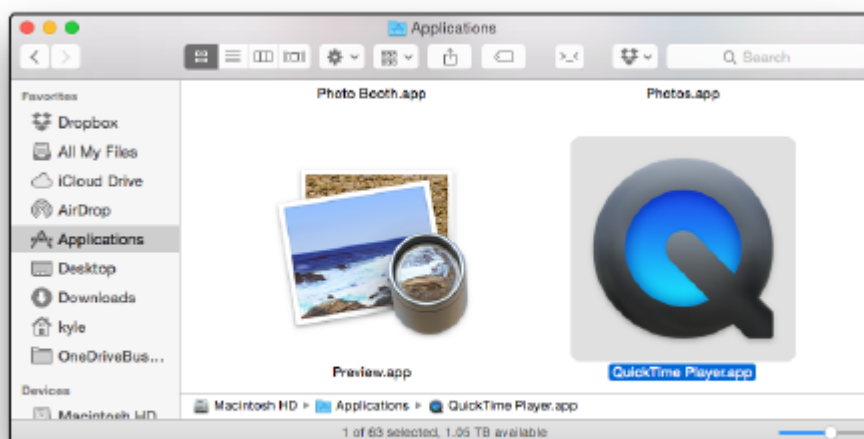 Applications
Search
Favorites
Dropbox
All My Files
iCloud Drive
AirDrop
Applications
Desktop
Downloads
kyle
OneDriveBus...
Devices
Macintosh HD
Photo Booth.app
Photos.app
Preview.app
QuickTime Player.app
Macintosh HD ▸ Applications ▸ QuickTime Player.app
1 of 63 selected, 1.05 TB available